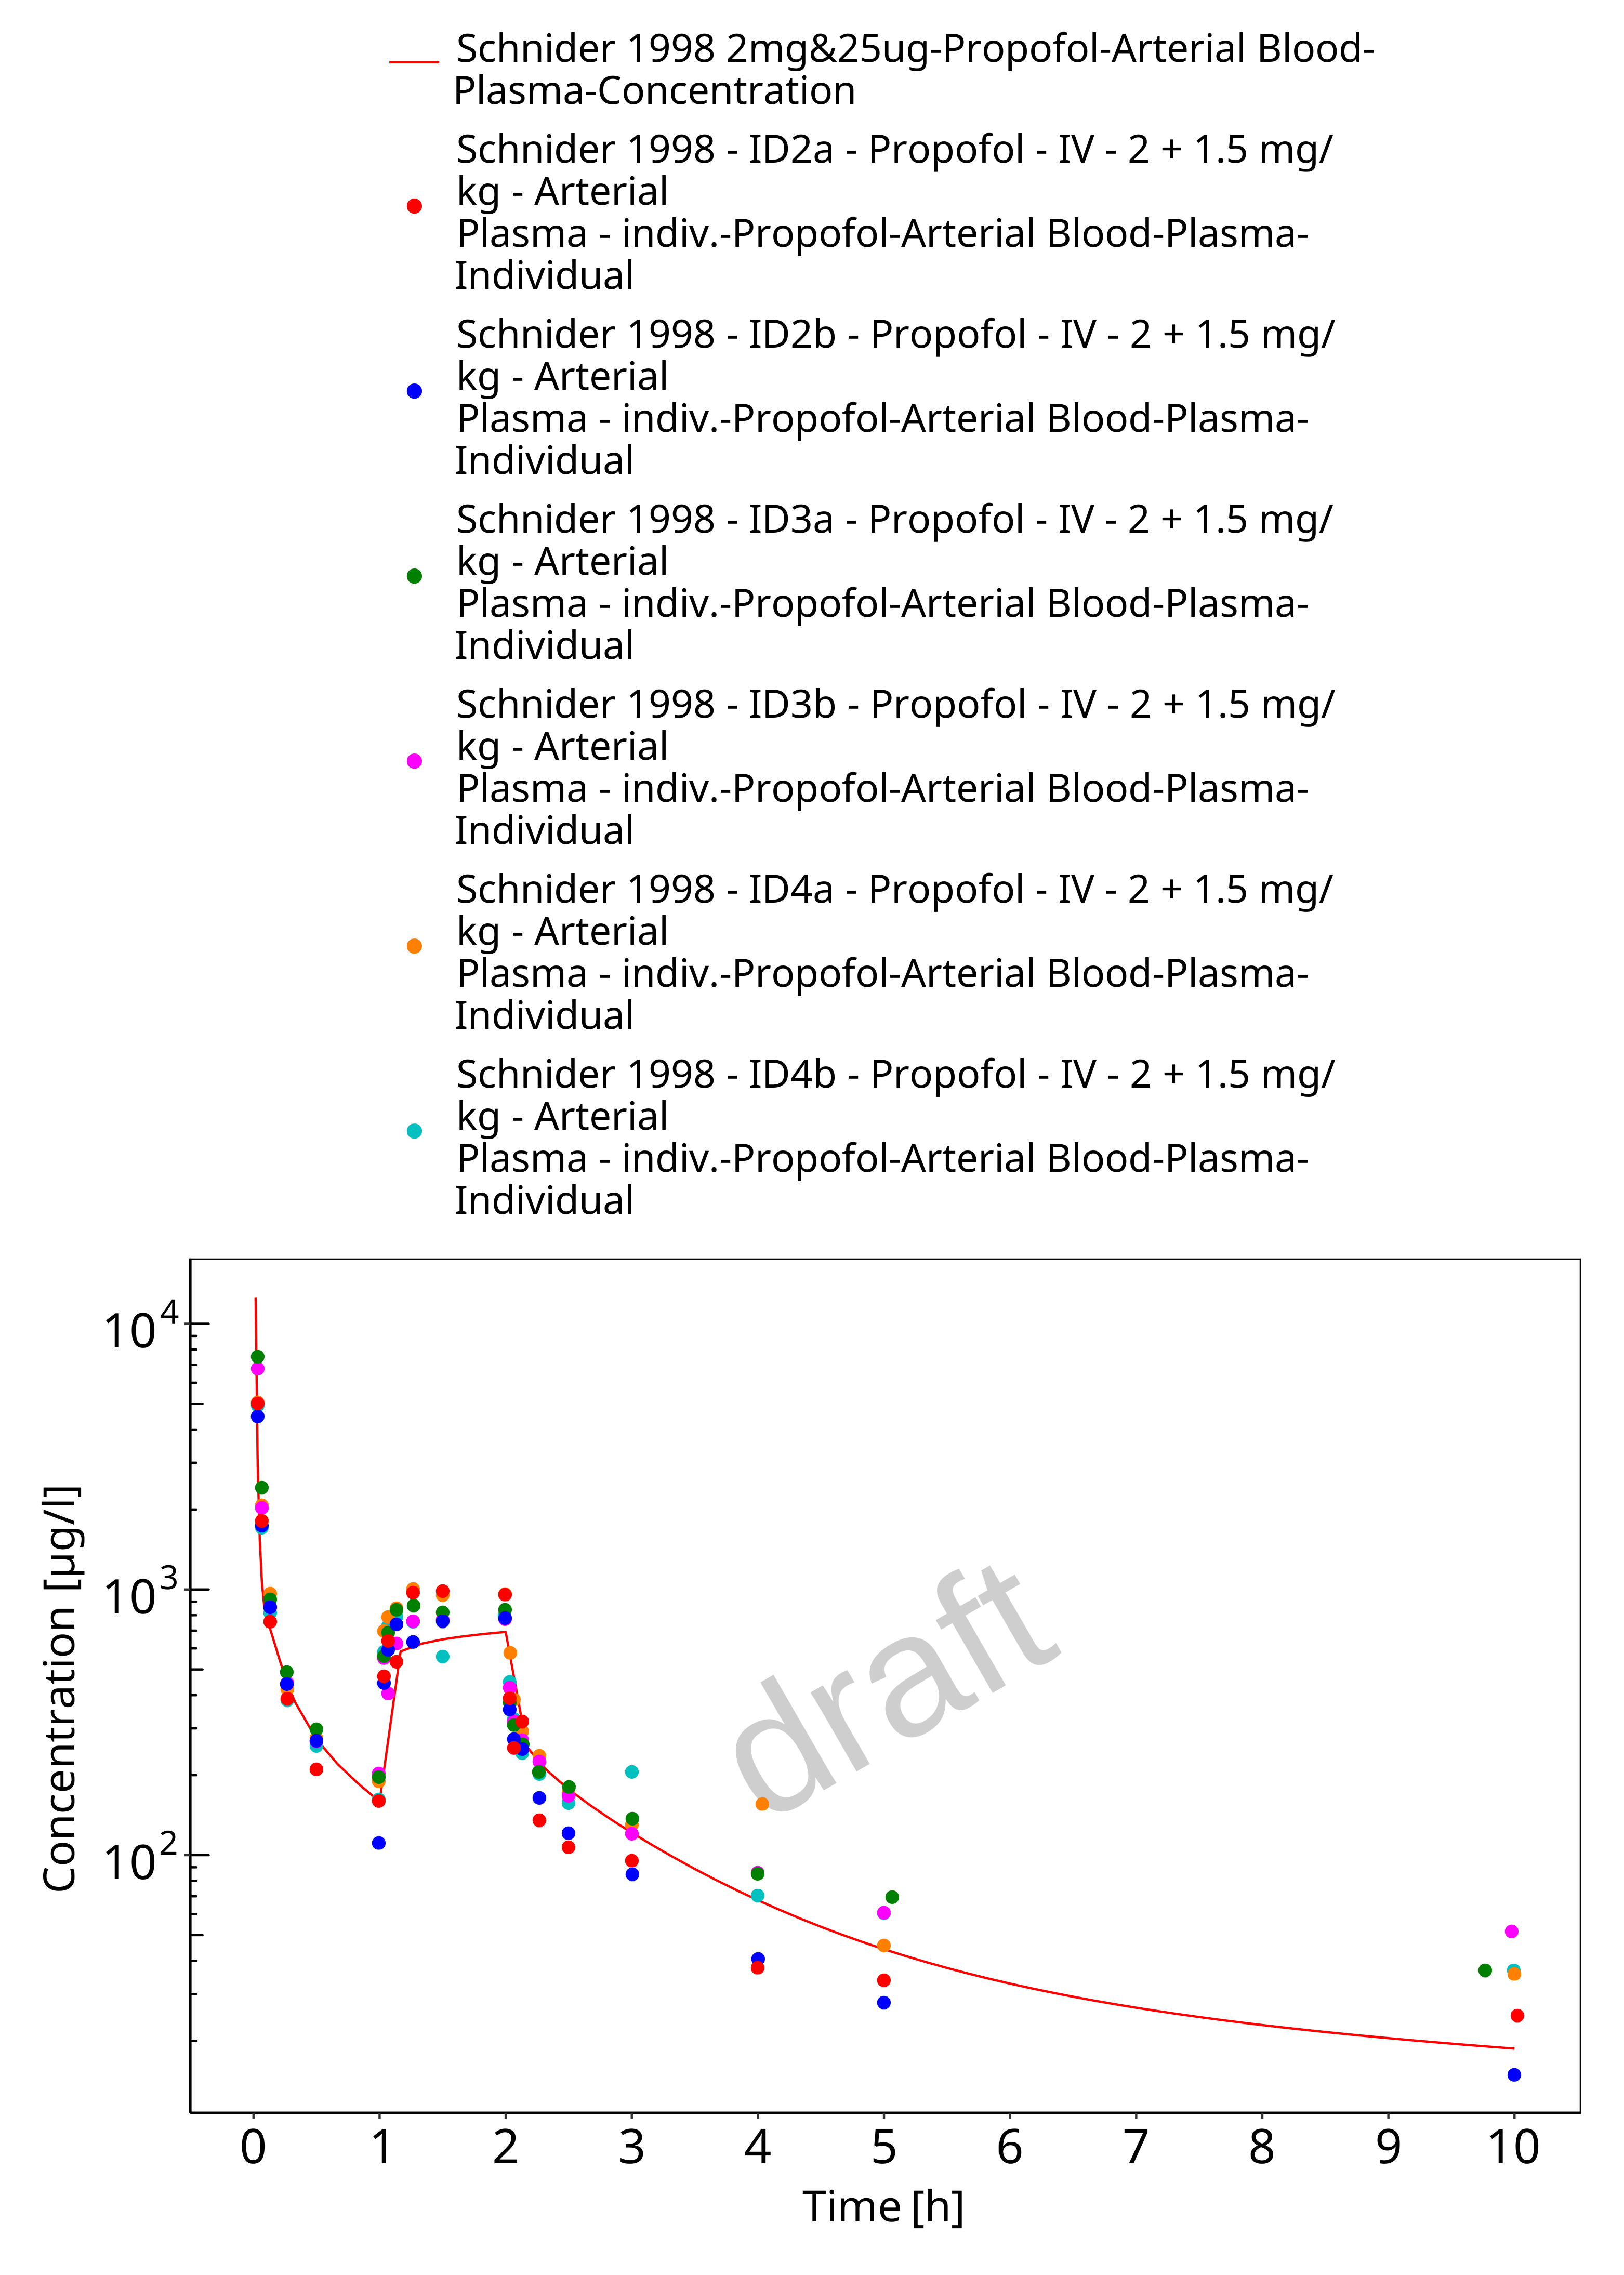 Schnider 1998 2mg&25ug-Propofol-Arterial Blood-
Plasma-Concentration
Schnider 1998 - ID2a - Propofol - IV - 2 + 1.5 mg/
kg - Arterial
Plasma - indiv.-Propofol-Arterial Blood-Plasma-
Individual
Schnider 1998 - ID2b - Propofol - IV - 2 + 1.5 mg/
kg - Arterial
Plasma - indiv.-Propofol-Arterial Blood-Plasma-
Individual
Schnider 1998 - ID3a - Propofol - IV - 2 + 1.5 mg/
kg - Arterial
Plasma - indiv.-Propofol-Arterial Blood-Plasma-
Individual
Schnider 1998 - ID3b - Propofol - IV - 2 + 1.5 mg/
kg - Arterial
Plasma - indiv.-Propofol-Arterial Blood-Plasma-
Individual
Schnider 1998 - ID4a - Propofol - IV - 2 + 1.5 mg/
kg - Arterial
Plasma - indiv.-Propofol-Arterial Blood-Plasma-
Individual
Schnider 1998 - ID4b - Propofol - IV - 2 + 1.5 mg/
kg - Arterial
Plasma - indiv.-Propofol-Arterial Blood-Plasma-
Individual
10⁴
10³
10²
Concentration [µg/l]
draft
0 1 2 3 4 5 6 7 8 9 10
Time [h]